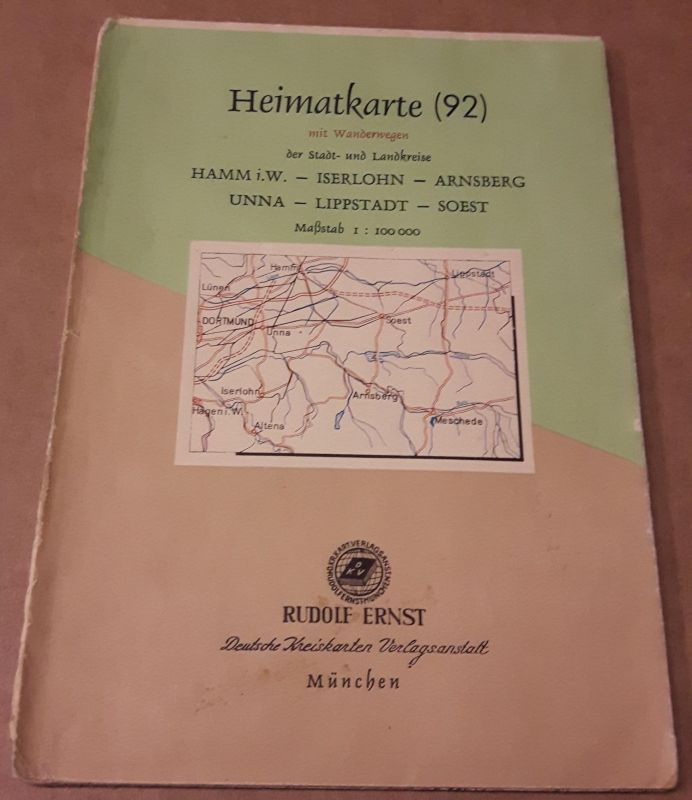 Heimatkarte (92)
mit Wanderwegen
der Stadt- und Landkreise
HAMM i.W. – ISERLOHN – ARNSBERG
UNNA – LIPPSTADT – SOEST
Maßstab 1 : 100 000
Hamm
Lippstadt
Lünen
DORTMUND
Soest
Unna
Iserlohn
Arnsberg
Hagen i.W.
Altena
Meschede
D
K V
RUDOLF ERNST
Deutsche Kreiskarten Verlagsanstalt
München